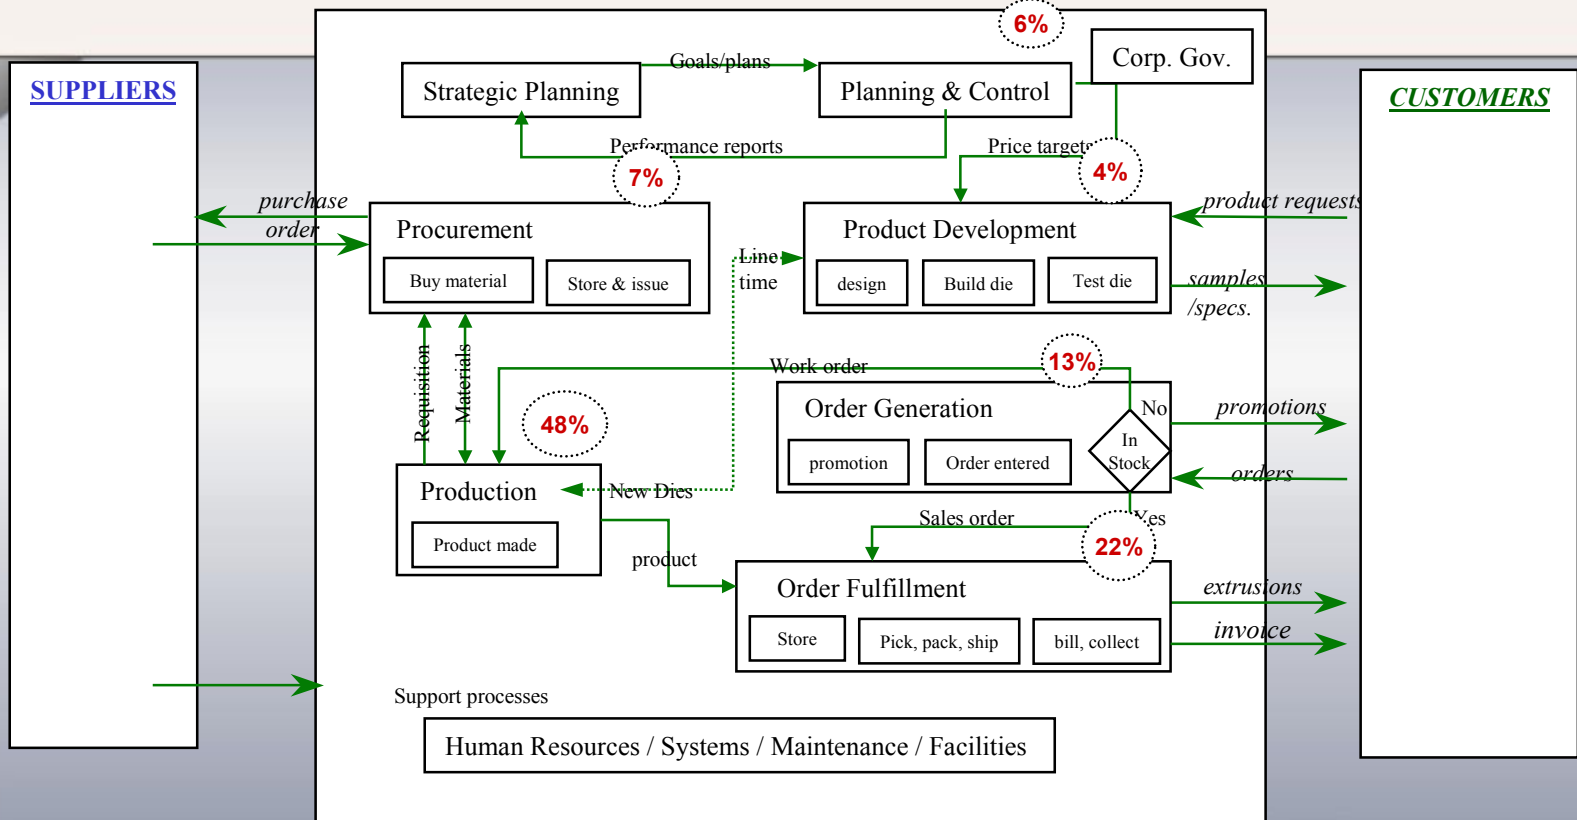 6%
Corp. Gov.
SUPPLIERS
Goals/plans
Strategic Planning
Planning & Control
CUSTOMERS
Performance reports
Price targets
7%
4%
purchase
order
product requests
Procurement
Product Development
Buy material
Store & issue
Line
time
design
Build die
Test die
samples
/specs.
Requisition
Materials
Work order
13%
48%
Order Generation
No
promotions
promotion
Order entered
In
Stock
orders
Production
New Dies
Product made
Sales order
Yes
22%
product
Order Fulfillment
extrusions
Store
Pick, pack, ship
bill, collect
invoice
Support processes
Human Resources / Systems / Maintenance / Facilities